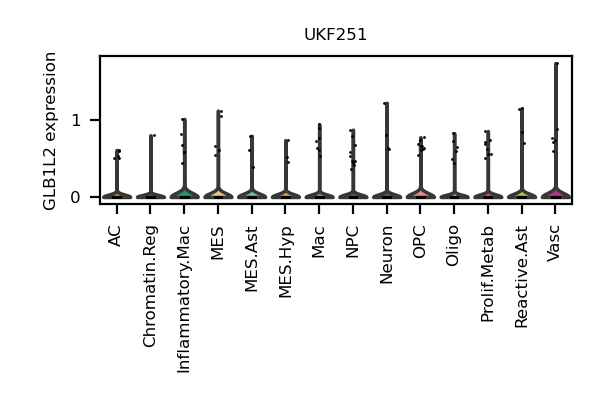 UKF251
GLB1L2 expression
1
0
AC
Chromatin.Reg
Inflammatory.Mac
MES
MES.Ast
MES.Hyp
Mac
NPC
Neuron
OPC
Oligo
Prolif.Metab
Reactive.Ast
Vasc